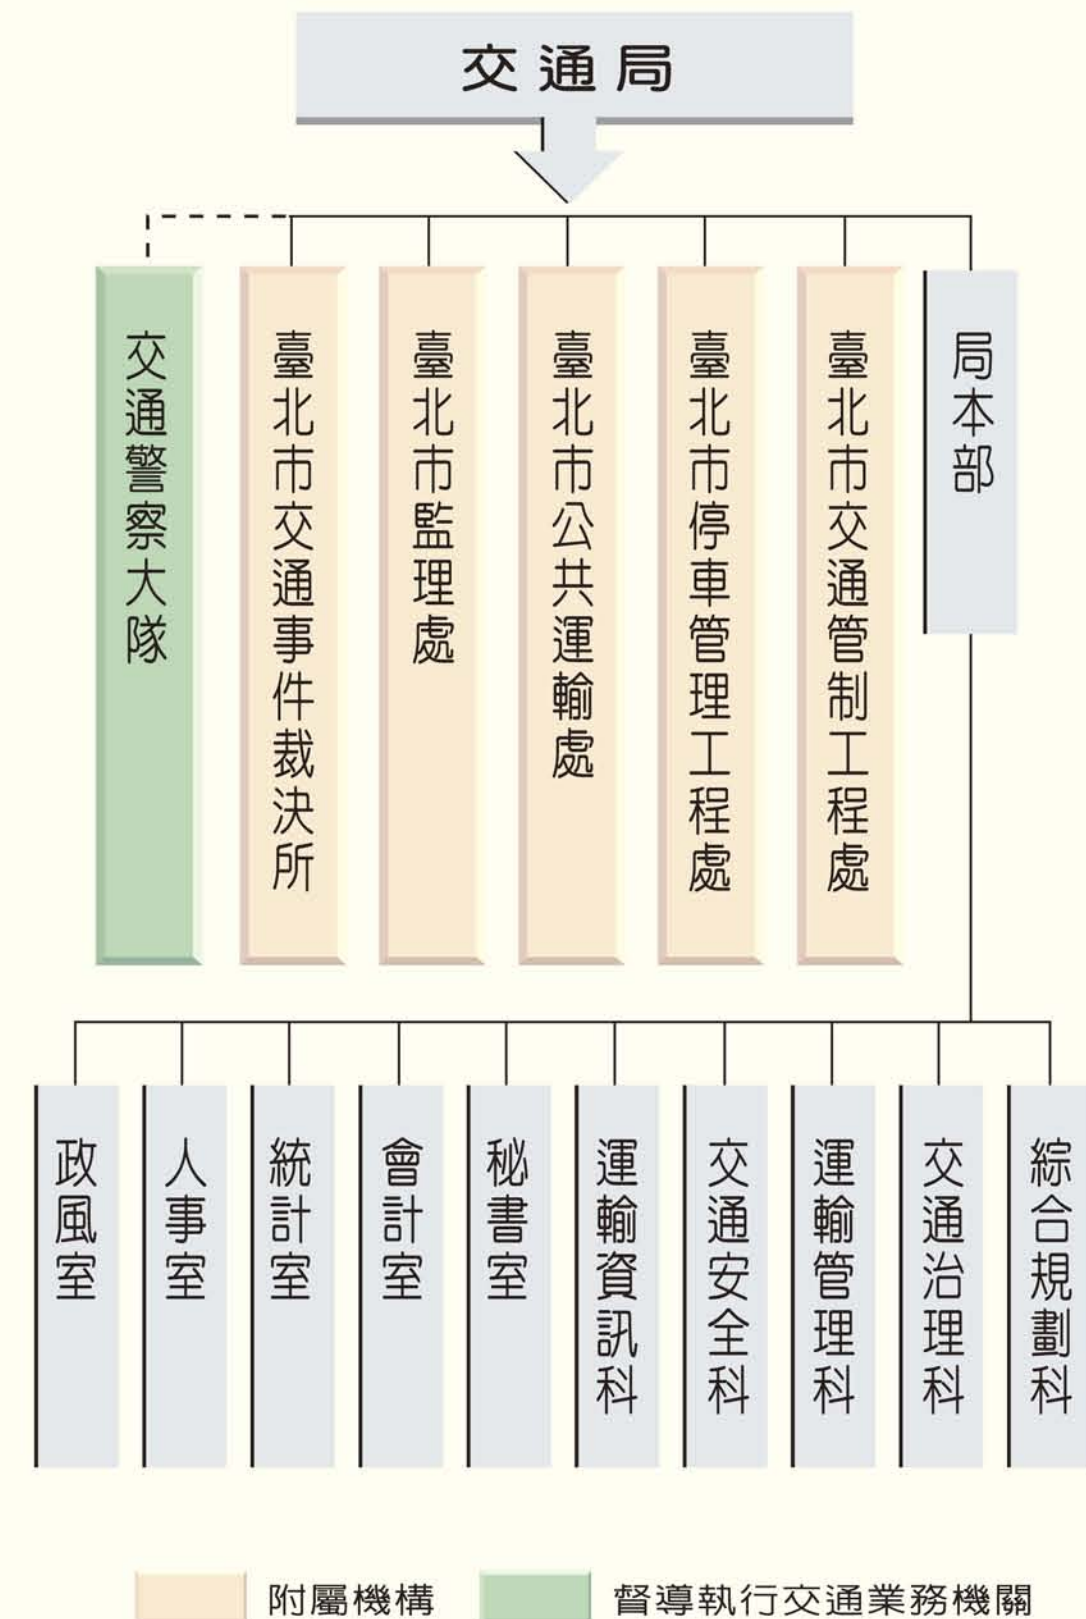 交通局
交通警察大隊
臺北市交通事件裁決所
臺北市監理處
臺北市公共運輸處
臺北市停車管理工程處
臺北市交通管制工程處
局本部
政風室
人事室
統計室
會計室
秘書室
運輸資訊科
交通安全科
運輸管理科
交通治理科
綜合規劃科
附屬機構
督導執行交通業務機關